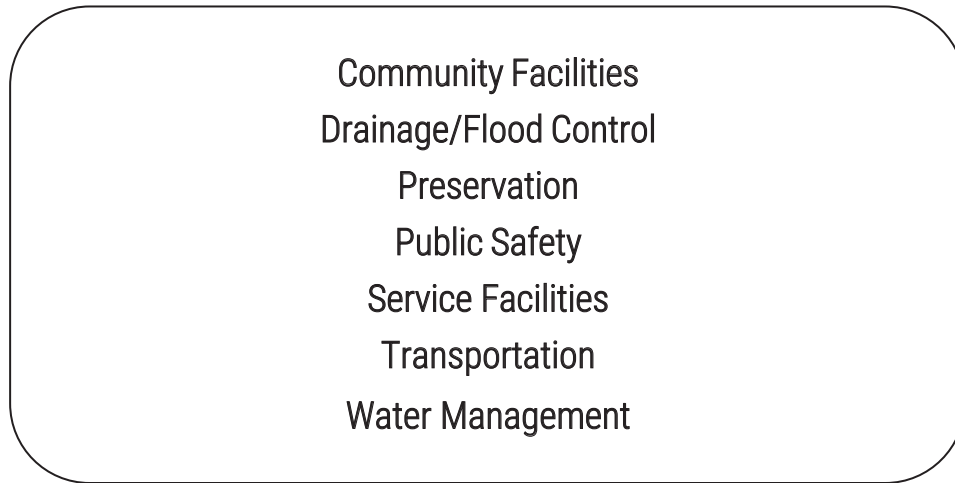 Community Facilities
Drainage/Flood Control
Preservation
Public Safety
Service Facilities
Transportation
Water Management